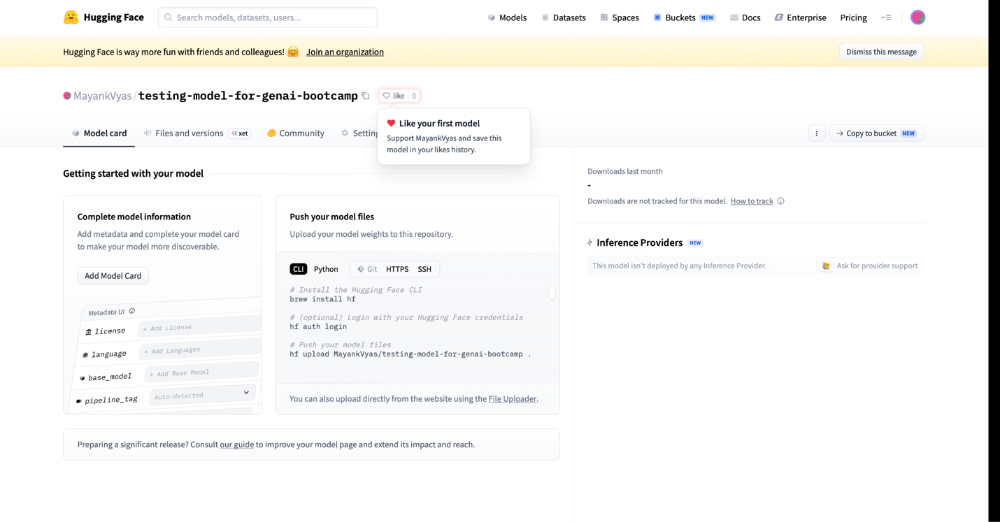 Hugging Face
Search models, datasets, users...
Models
Datasets
Spaces
Buckets NEW
Docs
Enterprise
Pricing
Hugging Face is way more fun with friends and colleagues! 🤗 Join an organization
Dismiss this message
MayankVyas/testing-model-for-genai-bootcamp
like 0
Like your first model
Support MayankVyas and save this
model in your likes history.
Model card
Files and versions xet
Community
Setting
Copy to bucket NEW
Getting started with your model
Complete model information
Add metadata and complete your model card
to make your model more discoverable.
Add Model Card
Metadata UI
license + Add License
language + Add Languages
base_model + Add Base Model
pipeline_tag Auto-detected
Push your model files
Upload your model weights to this repository.
CLI Python Git HTTPS SSH
# Install the Hugging Face CLI
brew install hf
# (optional) Login with your Hugging Face credentials
hf auth login
# Push your model files
hf upload MayankVyas/testing-model-for-genai-bootcamp .
You can also upload directly from the website using the File Uploader.
Preparing a significant release? Consult our guide to improve your model page and extend its impact and reach.
Downloads last month
-
Downloads are not tracked for this model. How to track
Inference Providers NEW
This model isn't deployed by any Inference Provider.
Ask for provider support